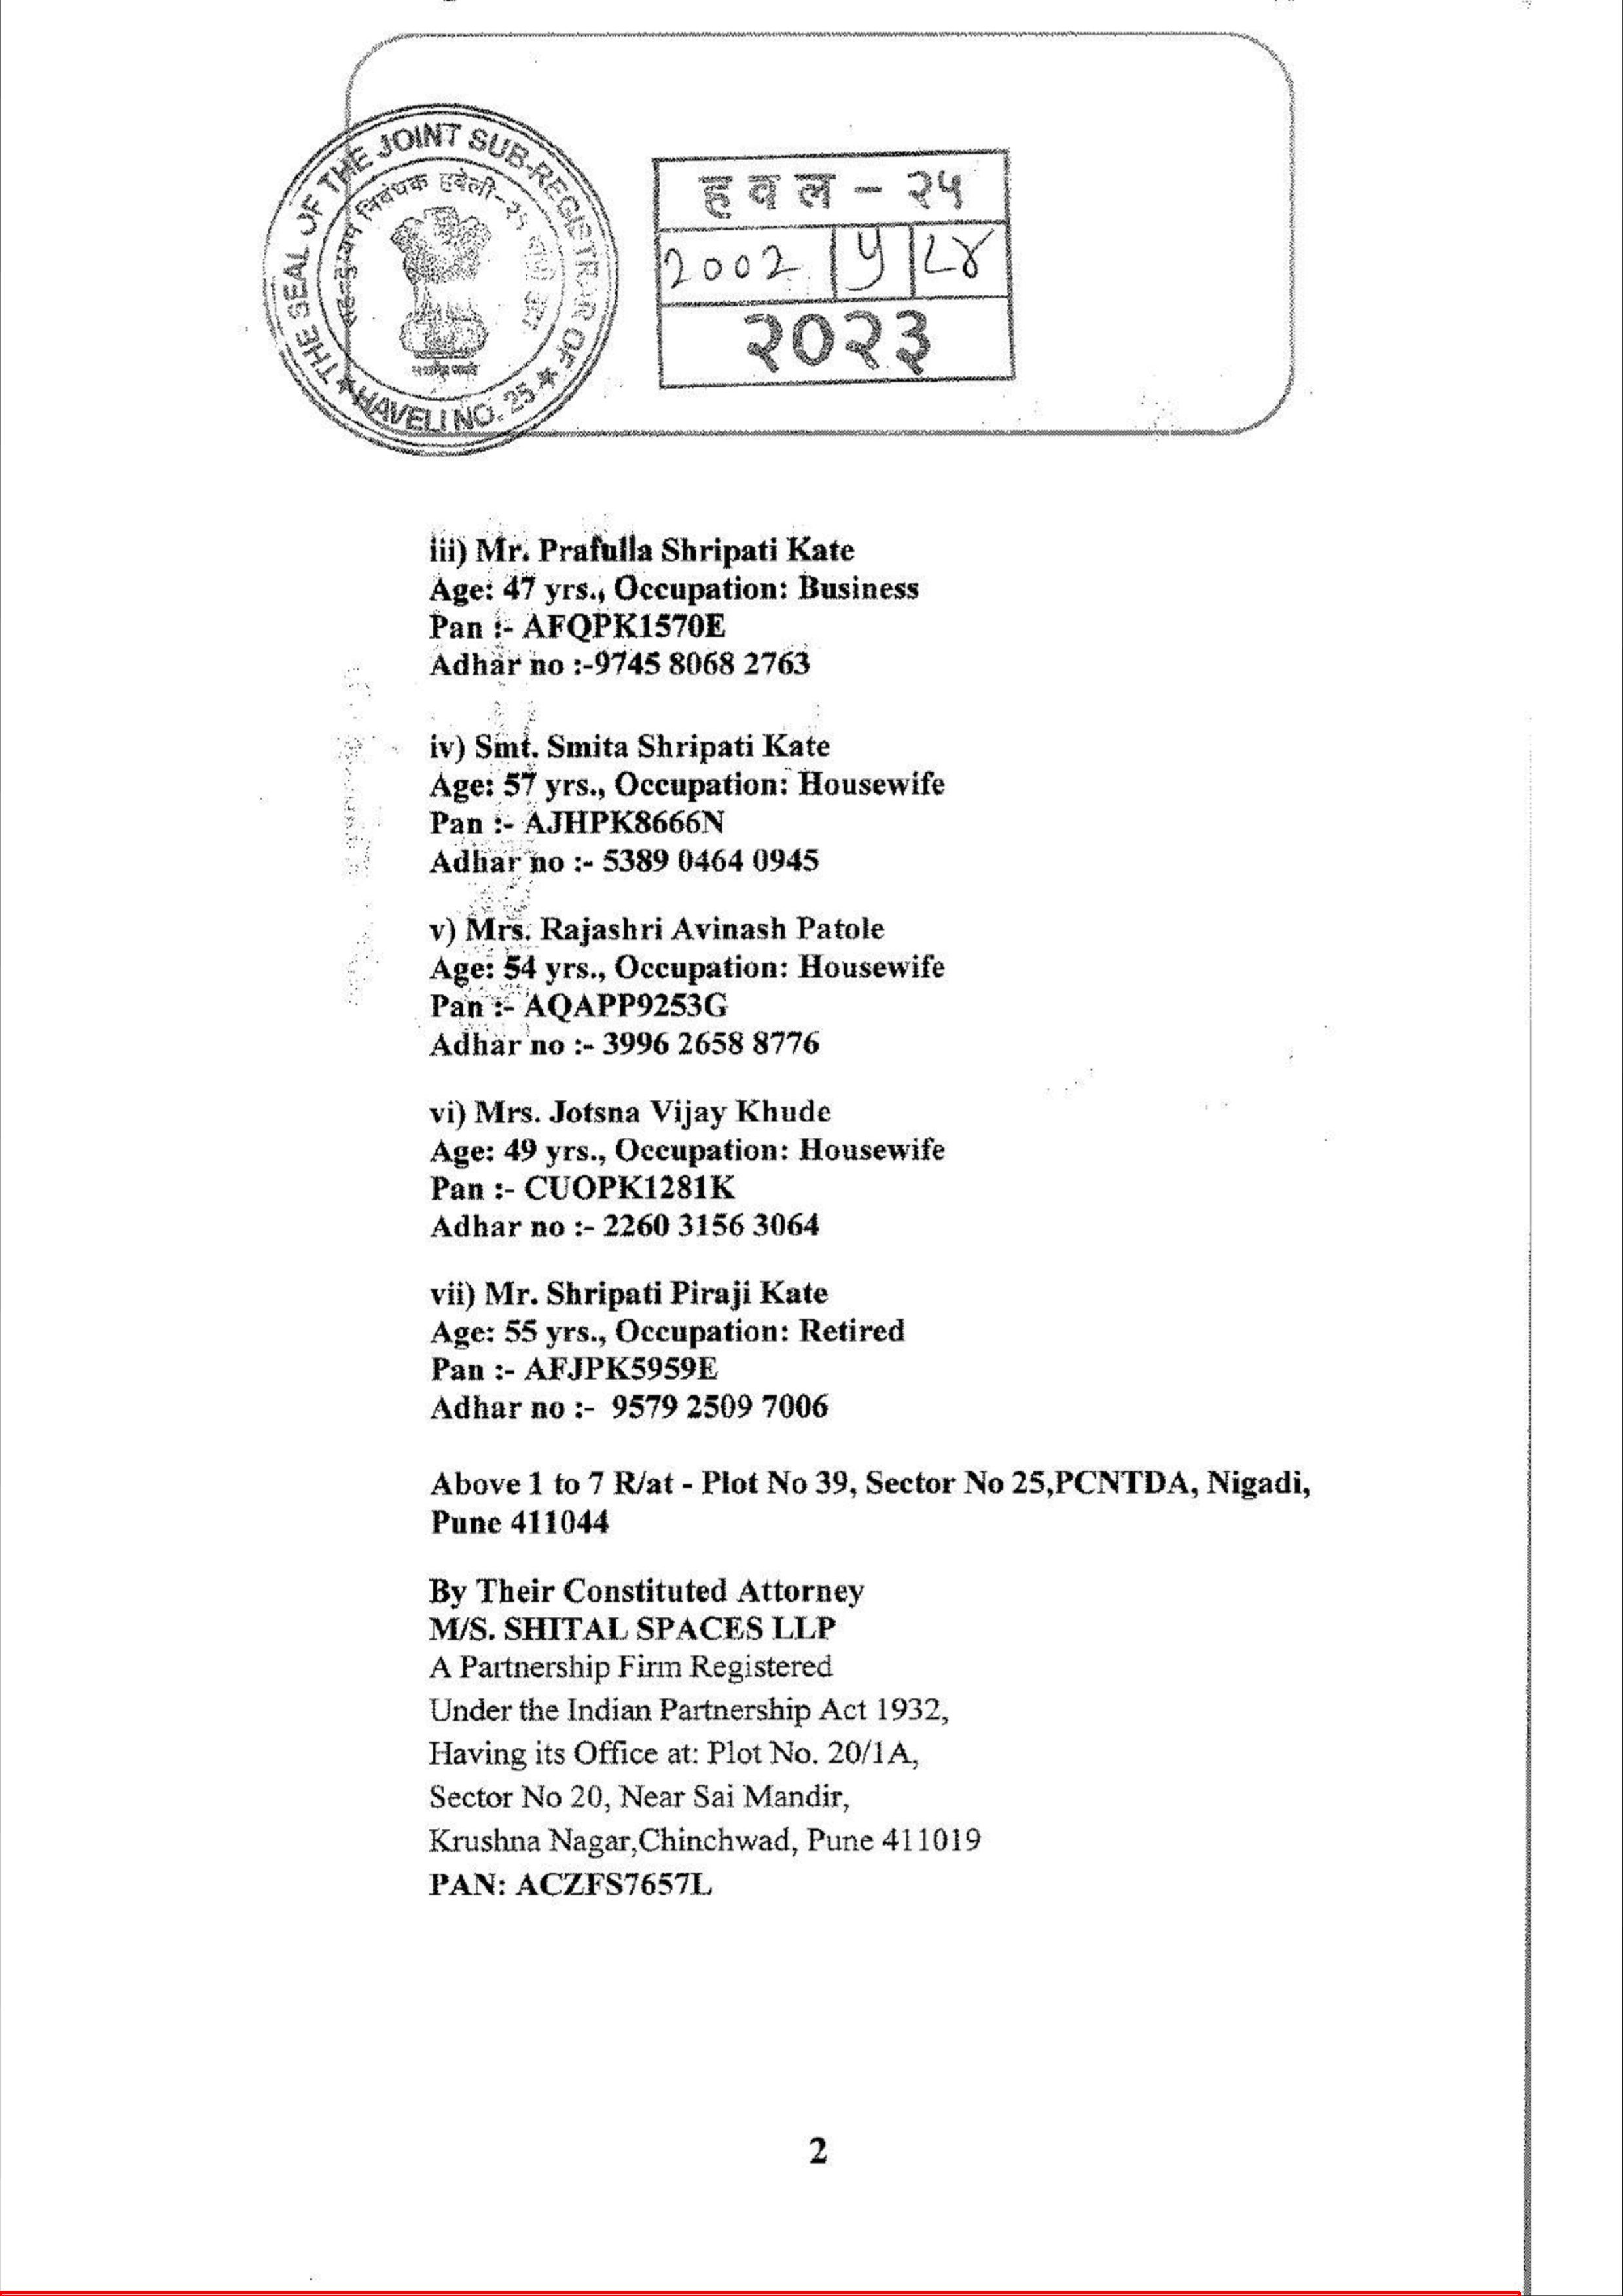 THE SEAL OF THE JOINT SUB-REGISTRAR OF
HAVELI NO. 25
हवल - २५
2002 ५ ८४
२०२३
iii) Mr. Prafulla Shripati Kate
Age: 47 yrs., Occupation: Business
Pan :- AFQPK1570E
Adhar no :-9745 8068 2763
iv) Smt. Smita Shripati Kate
Age: 57 yrs., Occupation: Housewife
Pan :- AJHPK8666N
Adhar no :- 5389 0464 0945
v) Mrs. Rajashri Avinash Patole
Age: 54 yrs., Occupation: Housewife
Pan :- AQAPP9253G
Adhar no :- 3996 2658 8776
vi) Mrs. Jotsna Vijay Khude
Age: 49 yrs., Occupation: Housewife
Pan :- CUOPK1281K
Adhar no :- 2260 3156 3064
vii) Mr. Shripati Piraji Kate
Age: 55 yrs., Occupation: Retired
Pan :- AFJPK5959E
Adhar no :- 9579 2509 7006
Above 1 to 7 R/at - Plot No 39, Sector No 25,PCNTDA, Nigadi,
Pune 411044
By Their Constituted Attorney
M/S. SHITAL SPACES LLP
A Partnership Firm Registered
Under the Indian Partnership Act 1932,
Having its Office at: Plot No. 20/1A,
Sector No 20, Near Sai Mandir,
Krushna Nagar,Chinchwad, Pune 411019
PAN: ACZFS7657L
2